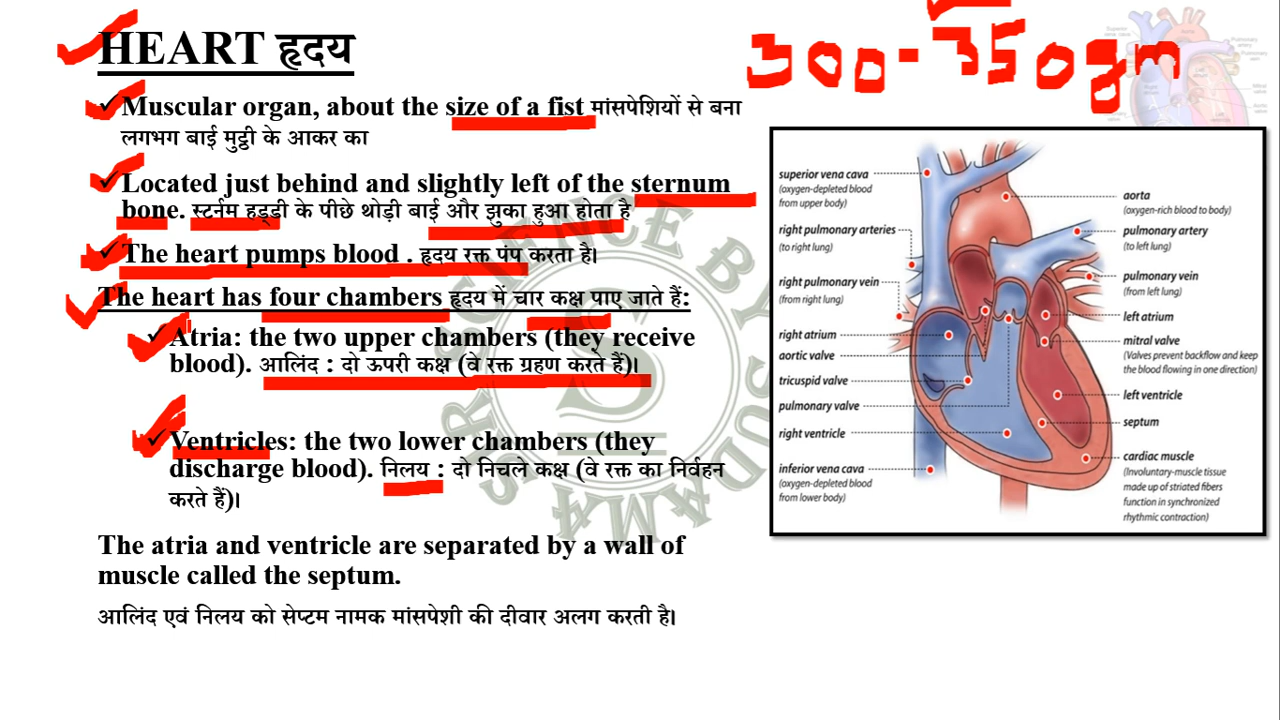 HEART हृदय
300-350gm
Muscular organ, about the size of a fist मांसपेशियों से बना
लगभग बाई मुट्ठी के आकर का
Located just behind and slightly left of the sternum
bone. स्टर्नम हड्डी के पीछे थोड़ी बाई और झुका हुआ होता है
The heart pumps blood . हृदय रक्त पंप करता है।
The heart has four chambers हृदय में चार कक्ष पाए जाते हैं:
Atria: the two upper chambers (they receive
blood). आलिंद : दो ऊपरी कक्ष (वे रक्त ग्रहण करते हैं)।
Ventricles: the two lower chambers (they
discharge blood). निलय : दो निचले कक्ष (वे रक्त का निर्वहन
करते हैं)।
The atria and ventricle are separated by a wall of
muscle called the septum.
आलिंद एवं निलय को सेप्टम नामक मांसपेशी की दीवार अलग करती है।
superior vena cava
(oxygen-depleted blood
from upper body)
right pulmonary arteries
(to right lung)
right pulmonary vein
(from right lung)
right atrium
aortic valve
tricuspid valve
pulmonary valve
right ventricle
inferior vena cava
(oxygen-depleted blood
from lower body)
aorta
(oxygen-rich blood to body)
pulmonary artery
(to left lung)
pulmonary vein
(from left lung)
left atrium
mitral valve
(Valves prevent backflow and keep
the blood flowing in one direction)
left ventricle
septum
cardiac muscle
(Involuntary-muscle tissue
made up of striated fibers
function in synchronized
rhythmic contraction)
SCIENCE BY SUDAMA SR
S